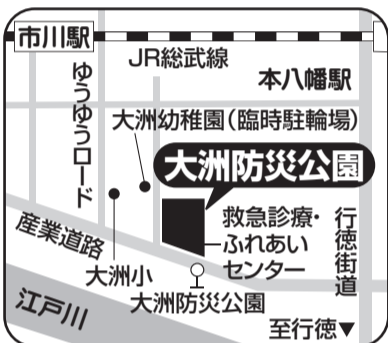 市川駅
JR総武線
本八幡駅
ゆうゆうロード
大洲幼稚園(臨時駐輪場)
大洲防災公園
救急診療・
ふれあい
センター
行徳街道
産業道路
大洲小
大洲防災公園
江戸川
至行徳▼